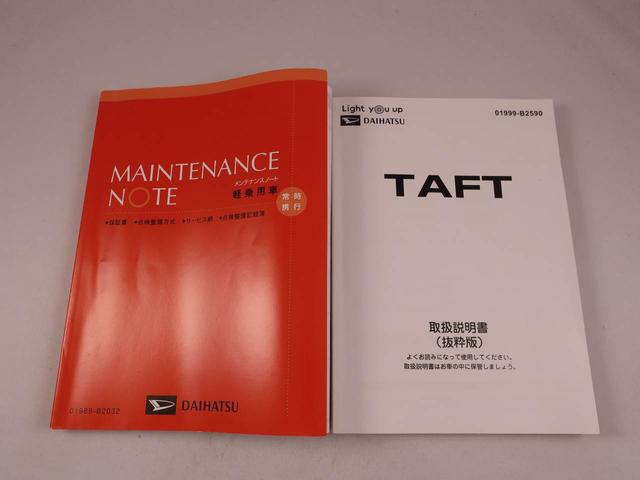 MAINTENANCE
NOTE
メンテナンスノート
軽乗用車
常時
携行
●保証書 ●点検整備方式 ●サービス網 ●点検整備記録簿
01989-B2032
DAIHATSU
Light you up
DAIHATSU
01999-B2590
TAFT
取扱説明書
（抜粋版）
よくお読みになって使用してください。
取扱説明書はお車の中に保管しましょう。